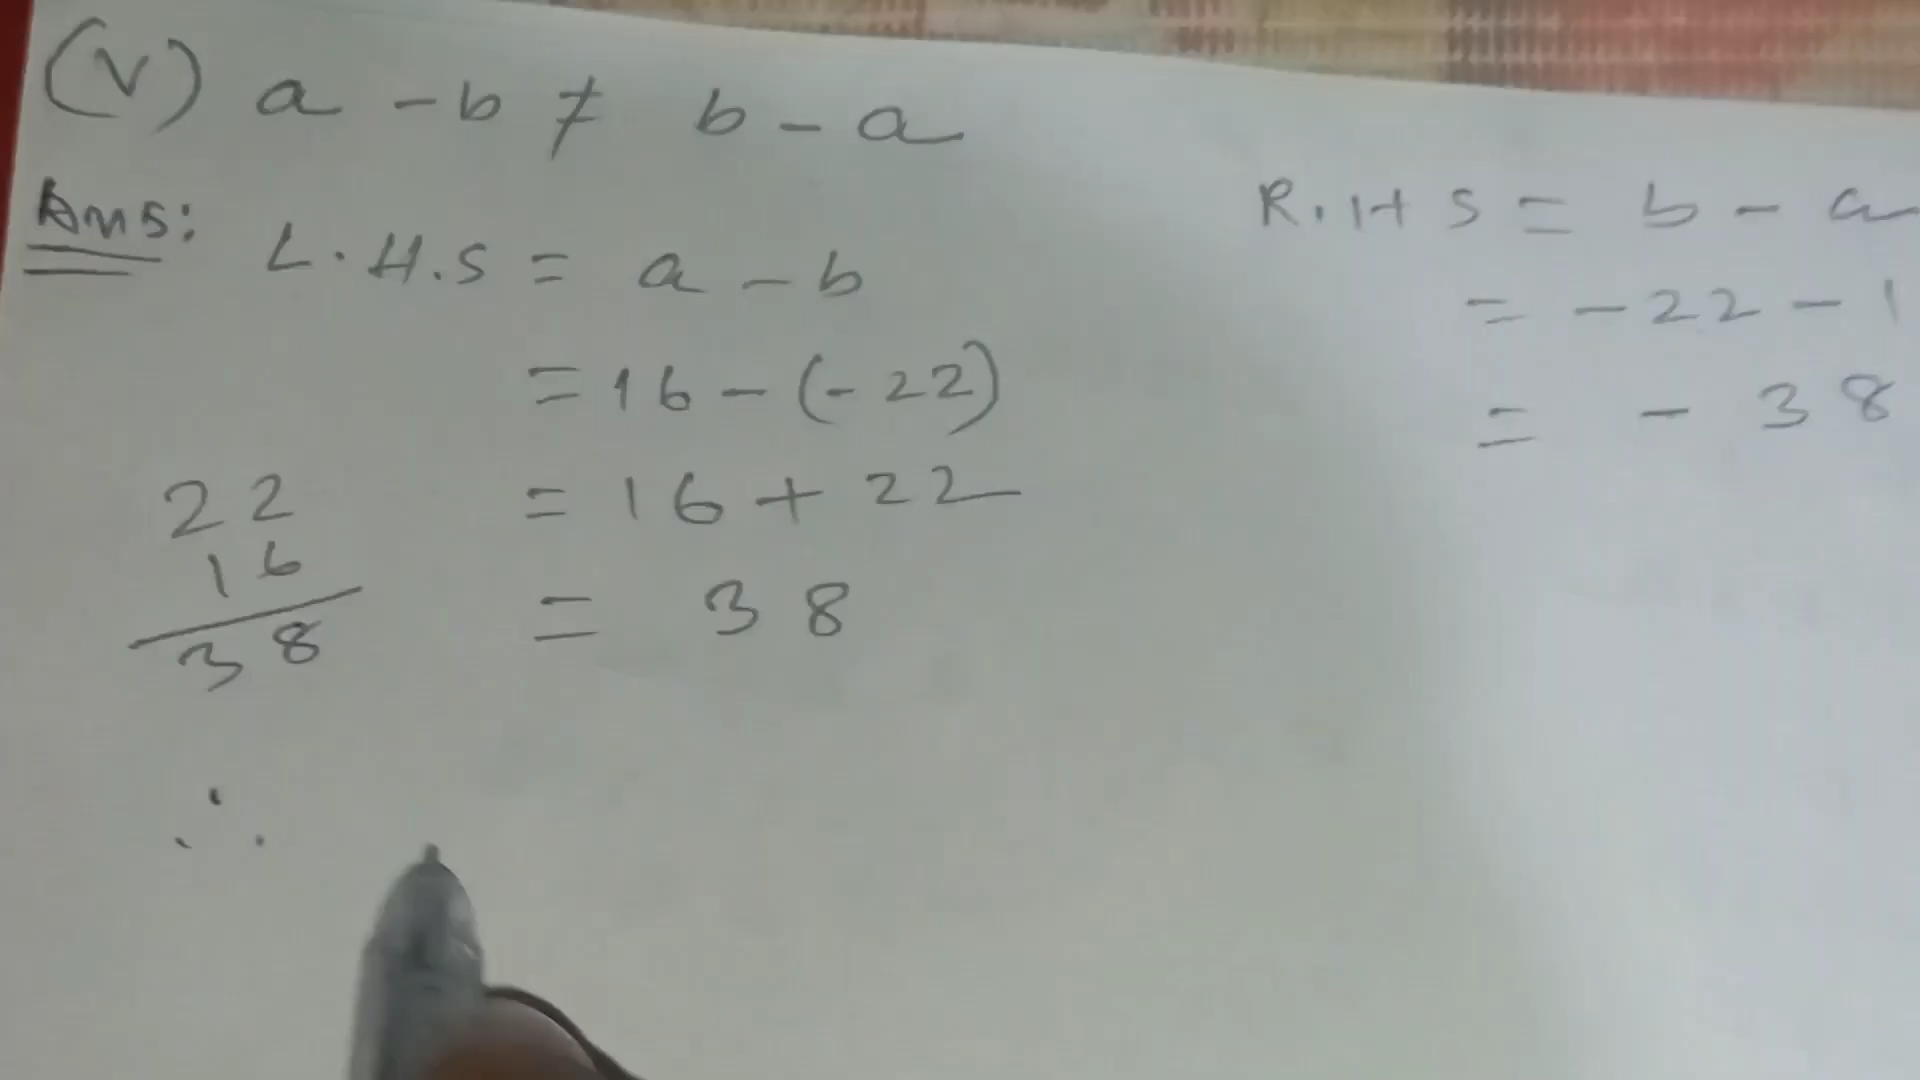 (V) a - b ≠ b - a
Ans: L.H.S = a - b
= 16 - (-22)
= 16 + 22
= 38
22
16
38
∴
R.H S = b - a
= - 22 - 1
= - 38